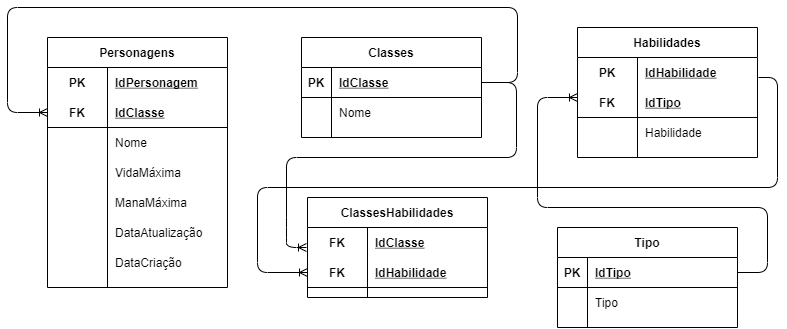 Personagens
PK IdPersonagem
FK IdClasse
Nome
VidaMáxima
ManaMáxima
DataAtualização
DataCriação
Classes
PK IdClasse
Nome
Habilidades
PK IdHabilidade
FK IdTipo
Habilidade
ClassesHabilidades
FK IdClasse
FK IdHabilidade
Tipo
PK IdTipo
Tipo